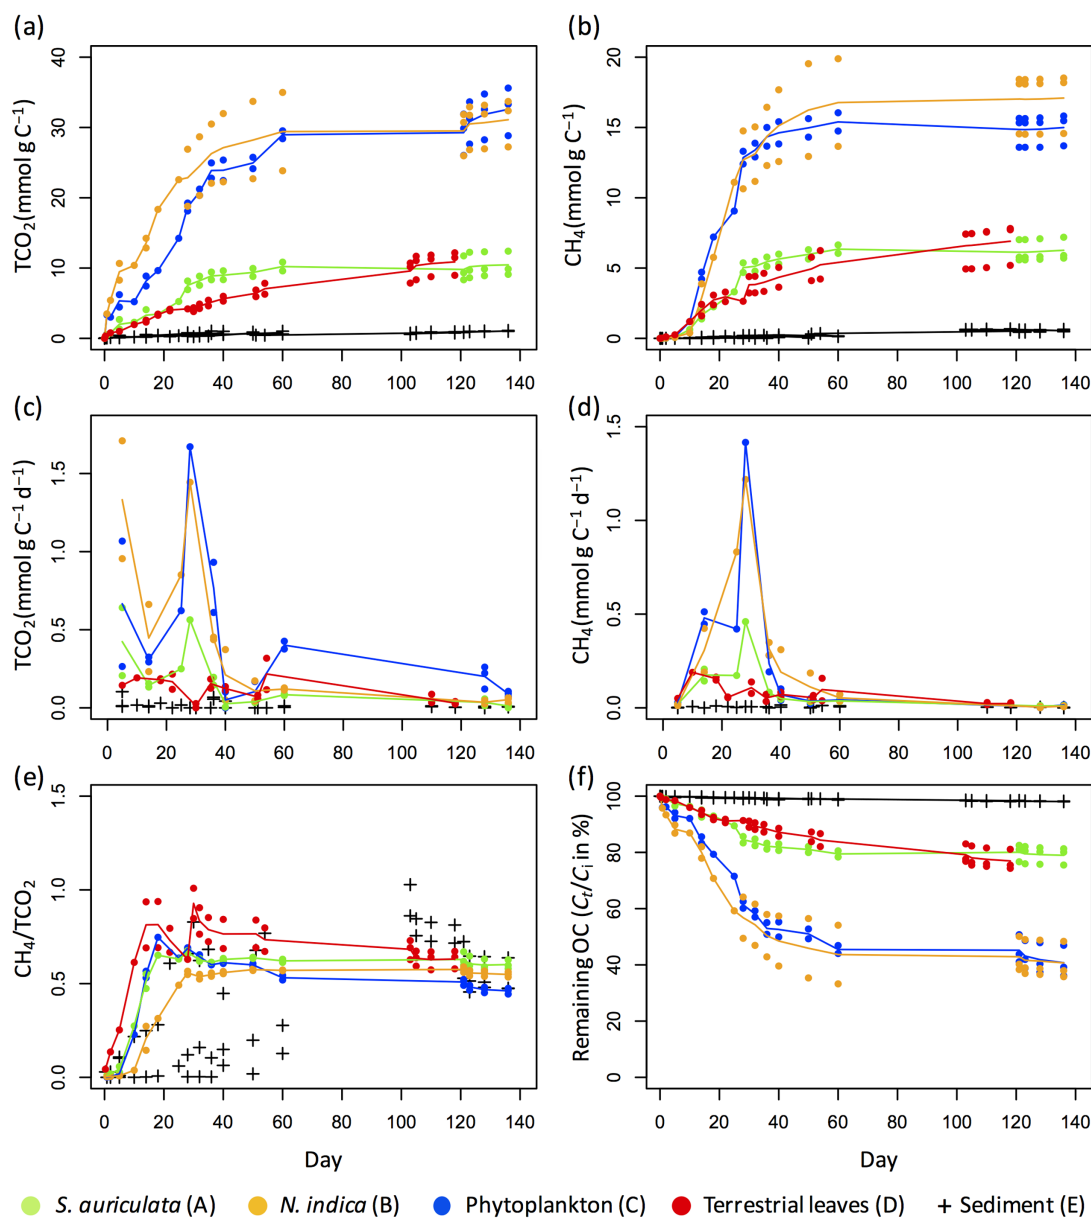 (a)
(b)
TCO₂(mmol g C⁻¹)
0 10 20 30 40
0 20 40 60 80 100 120 140
CH₄(mmol g C⁻¹)
0 5 10 15 20
0 20 40 60 80 100 120 140
(c)
(d)
TCO₂(mmol g C⁻¹ d⁻¹)
0.0 0.5 1.0 1.5
0 20 40 60 80 100 120 140
CH₄(mmol g C⁻¹ d⁻¹)
0.0 0.5 1.0 1.5
0 20 40 60 80 100 120 140
(e)
(f)
CH₄/TCO₂
0.0 0.5 1.0 1.5
0 20 40 60 80 100 120 140
Day
Remaining OC (Cₜ/Cᵢ in %)
0 20 40 60 80 100
0 20 40 60 80 100 120 140
Day
S. auriculata (A) N. indica (B) Phytoplankton (C) Terrestrial leaves (D) Sediment (E)